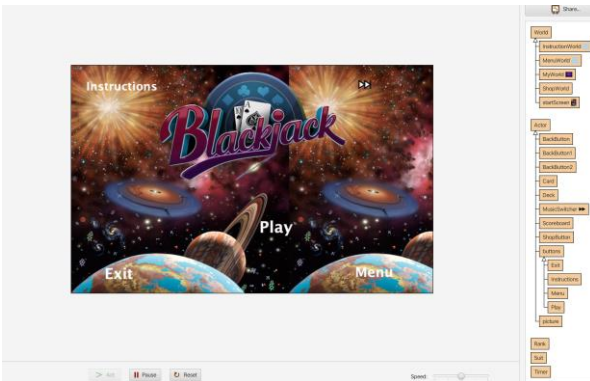 Share...
World
InstructionWorld
MenuWorld
MyWorld
ShopWorld
startScreen
Actor
BackButton
BackButton1
BackButton2
Card
Deck
MusicSwitcher
Scoreboard
ShopButton
buttons
Exit
Instructions
Menu
Play
picture
Rank
Suit
Timer
Instructions
Blackjack
Play
Exit
Menu
Act
Pause
Reset
Speed: